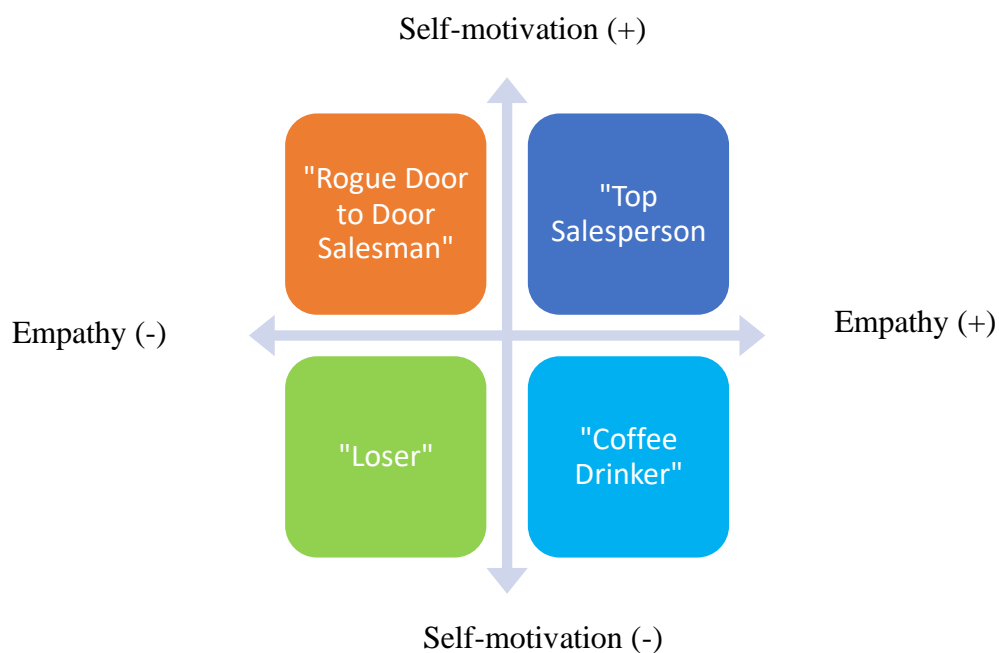 Self-motivation (+)
"Rogue Door
to Door
Salesman"
"Top
Salesperson
Empathy (-)
Empathy (+)
"Loser"
"Coffee
Drinker"
Self-motivation (-)